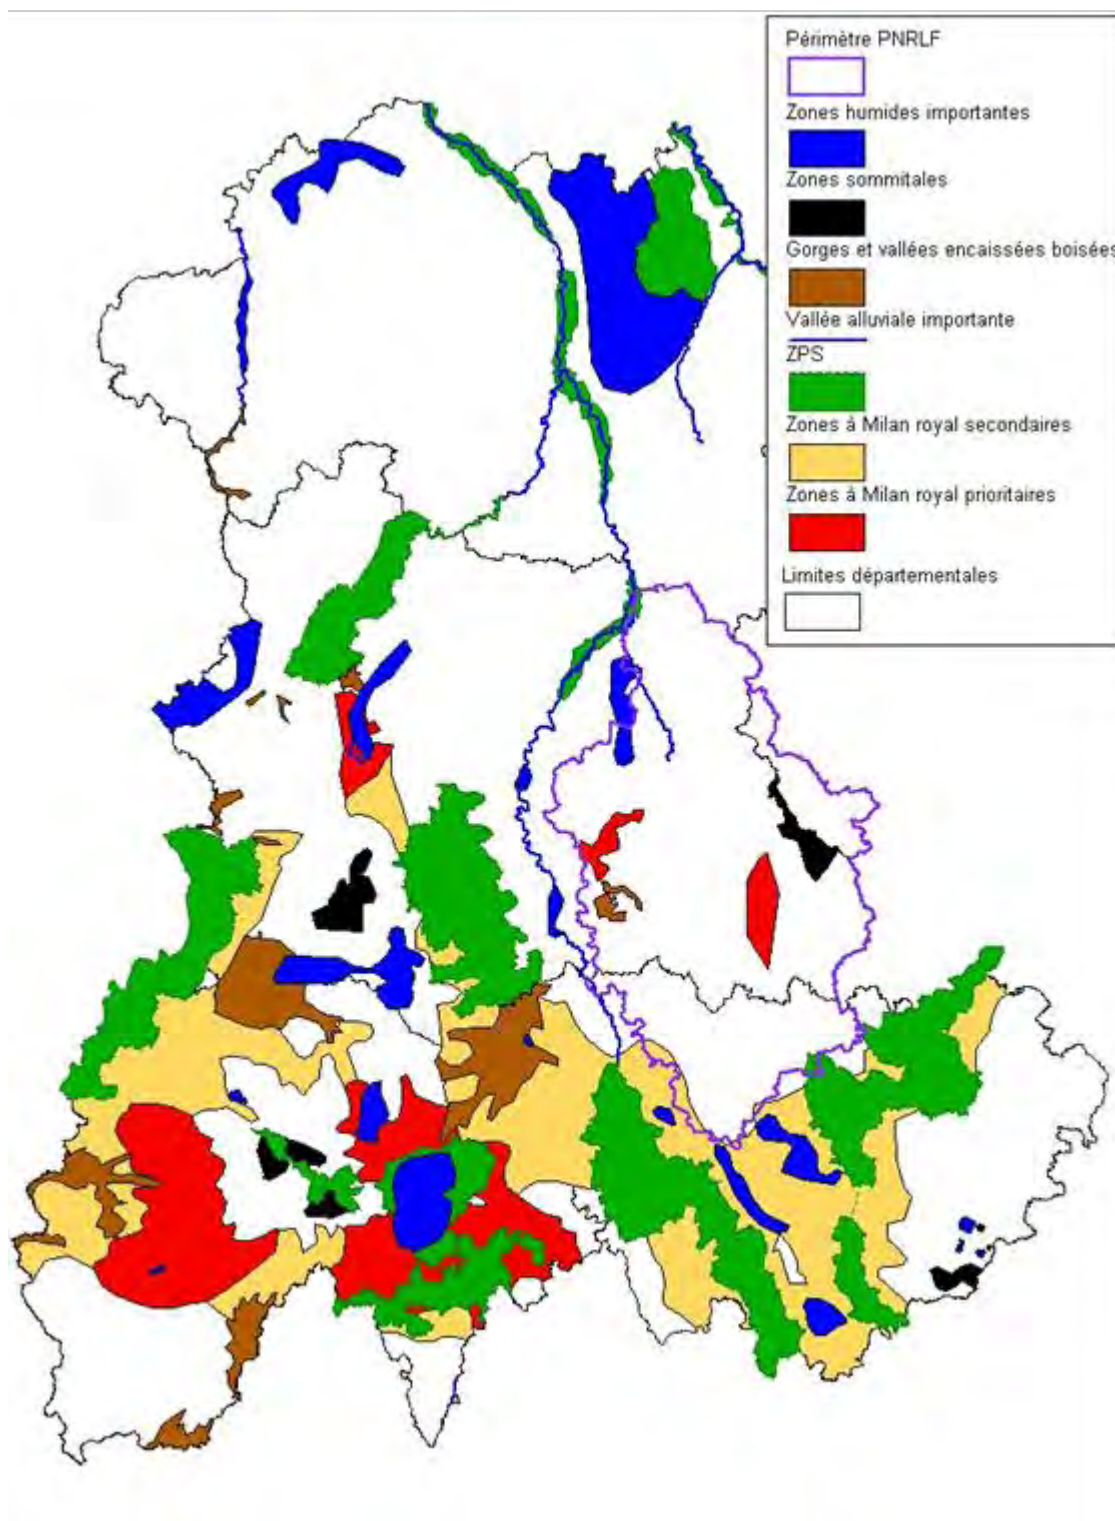 Périmètre PNRLF
Zones humides importantes
Zones sommitales
Gorges et vallées encaissées boisées
Vallée alluviale importante
ZPS
Zones à Milan royal secondaires
Zones à Milan royal prioritaires
Limites départementales